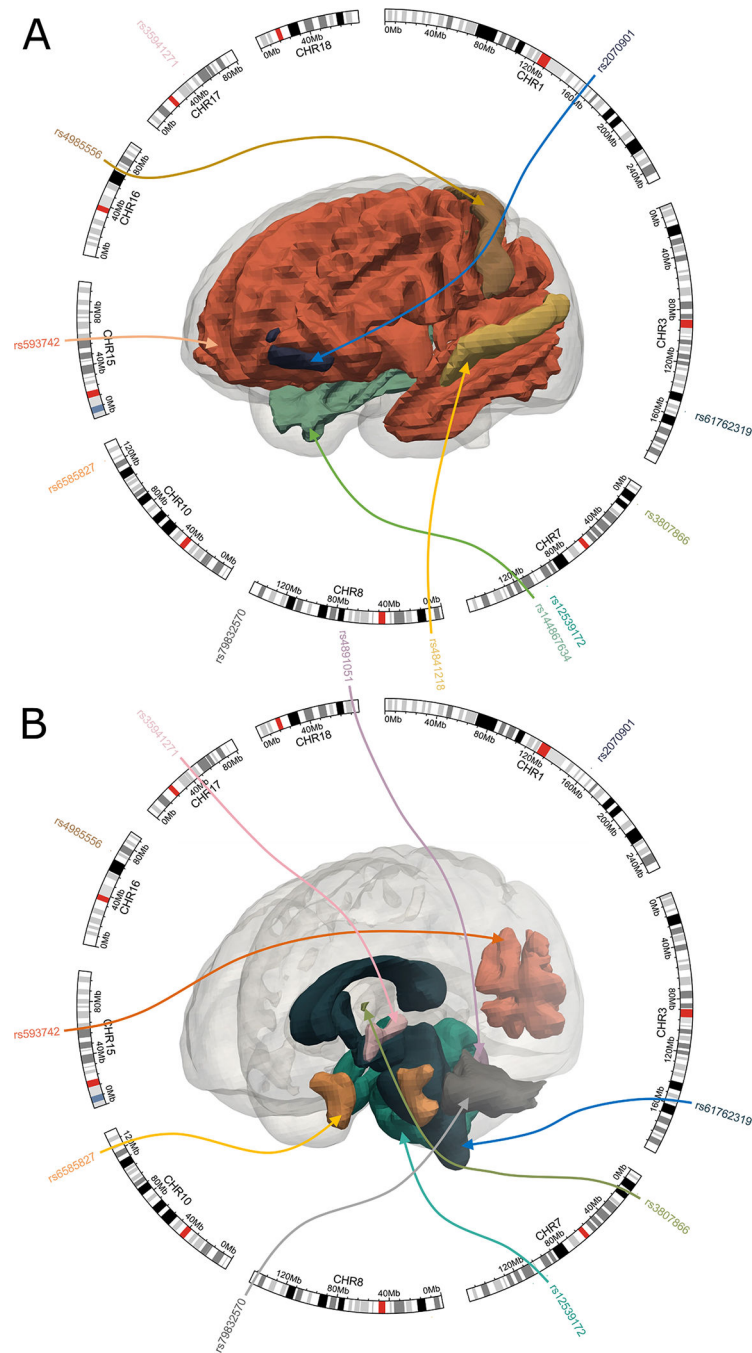 A
rs35941271
0Mb
40Mb
CHR18
0Mb
40Mb
80Mb
CHR1
120Mb
160Mb
200Mb
240Mb
rs2070901
0Mb
40Mb
80Mb
CHR17
rs4985556
0Mb
40Mb
80Mb
CHR16
0Mb
40Mb
80Mb
CHR3
120Mb
160Mb
rs61762319
rs593742
80Mb
CHR15
40Mb
0Mb
rs6585827
120Mb
80Mb
CHR10
40Mb
0Mb
rs3807866
0Mb
40Mb
CHR7
80Mb
120Mb
rs12539172
rs144867634
rs79832570
120Mb
80Mb
CHR8
40Mb
0Mb
rs4841218
rs4891051
B
rs35941271
0Mb
40Mb
CHR18
0Mb
40Mb
80Mb
CHR1
120Mb
160Mb
200Mb
240Mb
rs2070901
0Mb
40Mb
80Mb
CHR17
rs4985556
0Mb
40Mb
80Mb
CHR16
0Mb
40Mb
80Mb
CHR3
120Mb
160Mb
rs61762319
rs593742
80Mb
CHR15
40Mb
0Mb
rs6585827
120Mb
80Mb
CHR10
40Mb
0Mb
rs3807866
0Mb
40Mb
CHR7
80Mb
120Mb
rs12539172
rs79832570
120Mb
80Mb
CHR8
40Mb
0Mb